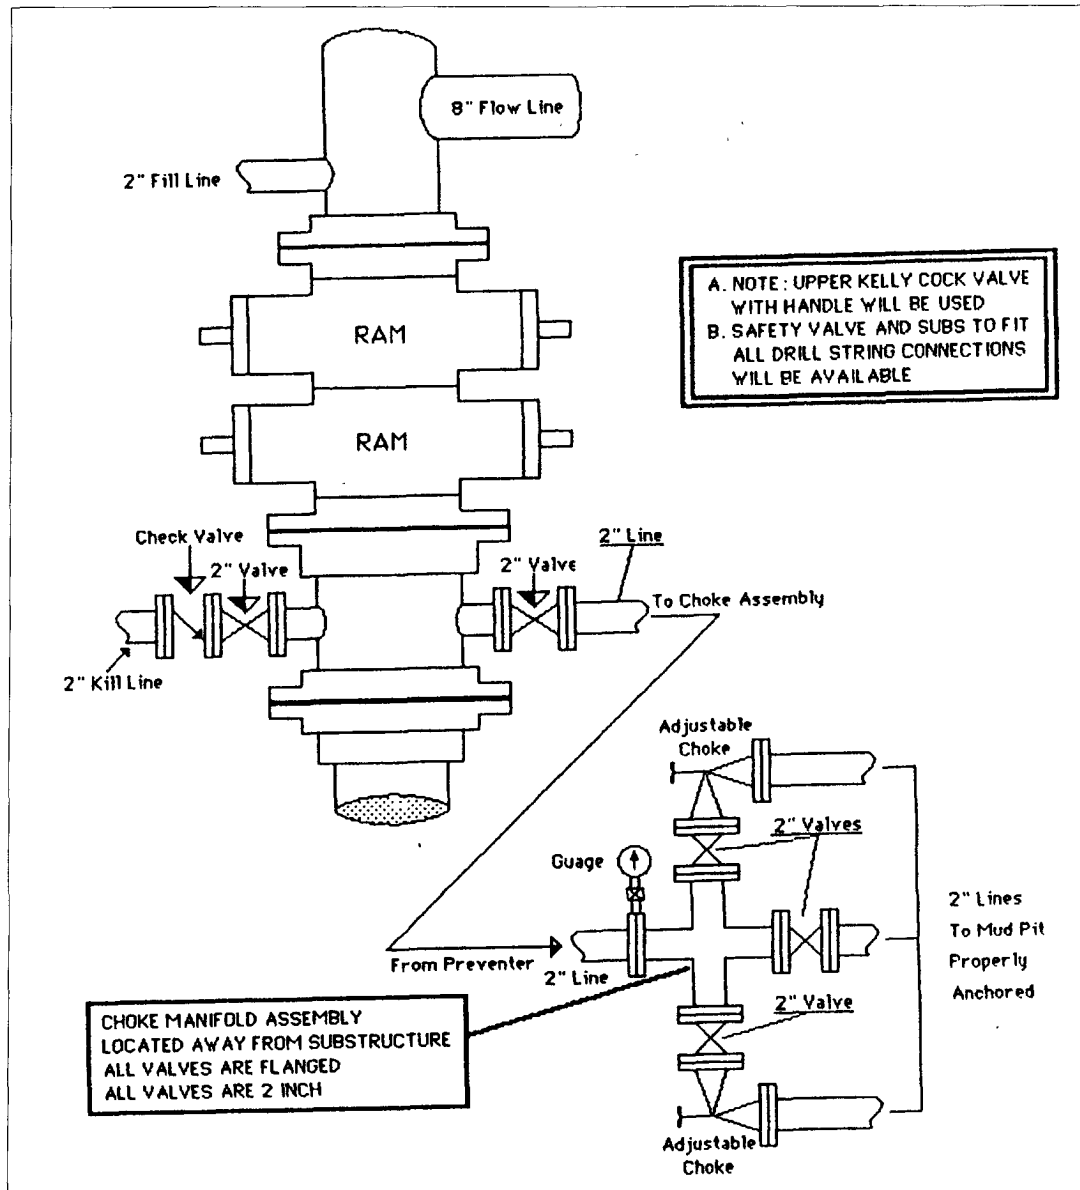 8" Flow Line
2" Fill Line
A. NOTE: UPPER KELLY COCK VALVE
WITH HANDLE WILL BE USED
B. SAFETY VALVE AND SUBS TO FIT
ALL DRILL STRING CONNECTIONS
WILL BE AVAILABLE
RAM
RAM
Check Valve
2" Valve
2" Valve
2" Line
To Choke Assembly
2" Kill Line
Adjustable
Choke
2" Valves
Guage
2" Lines
To Mud Pit
Properly
Anchored
From Preventer
2" Line
2" Valve
CHOKE MANIFOLD ASSEMBLY
LOCATED AWAY FROM SUBSTRUCTURE
ALL VALVES ARE FLANGED
ALL VALVES ARE 2 INCH
Adjustable
Choke